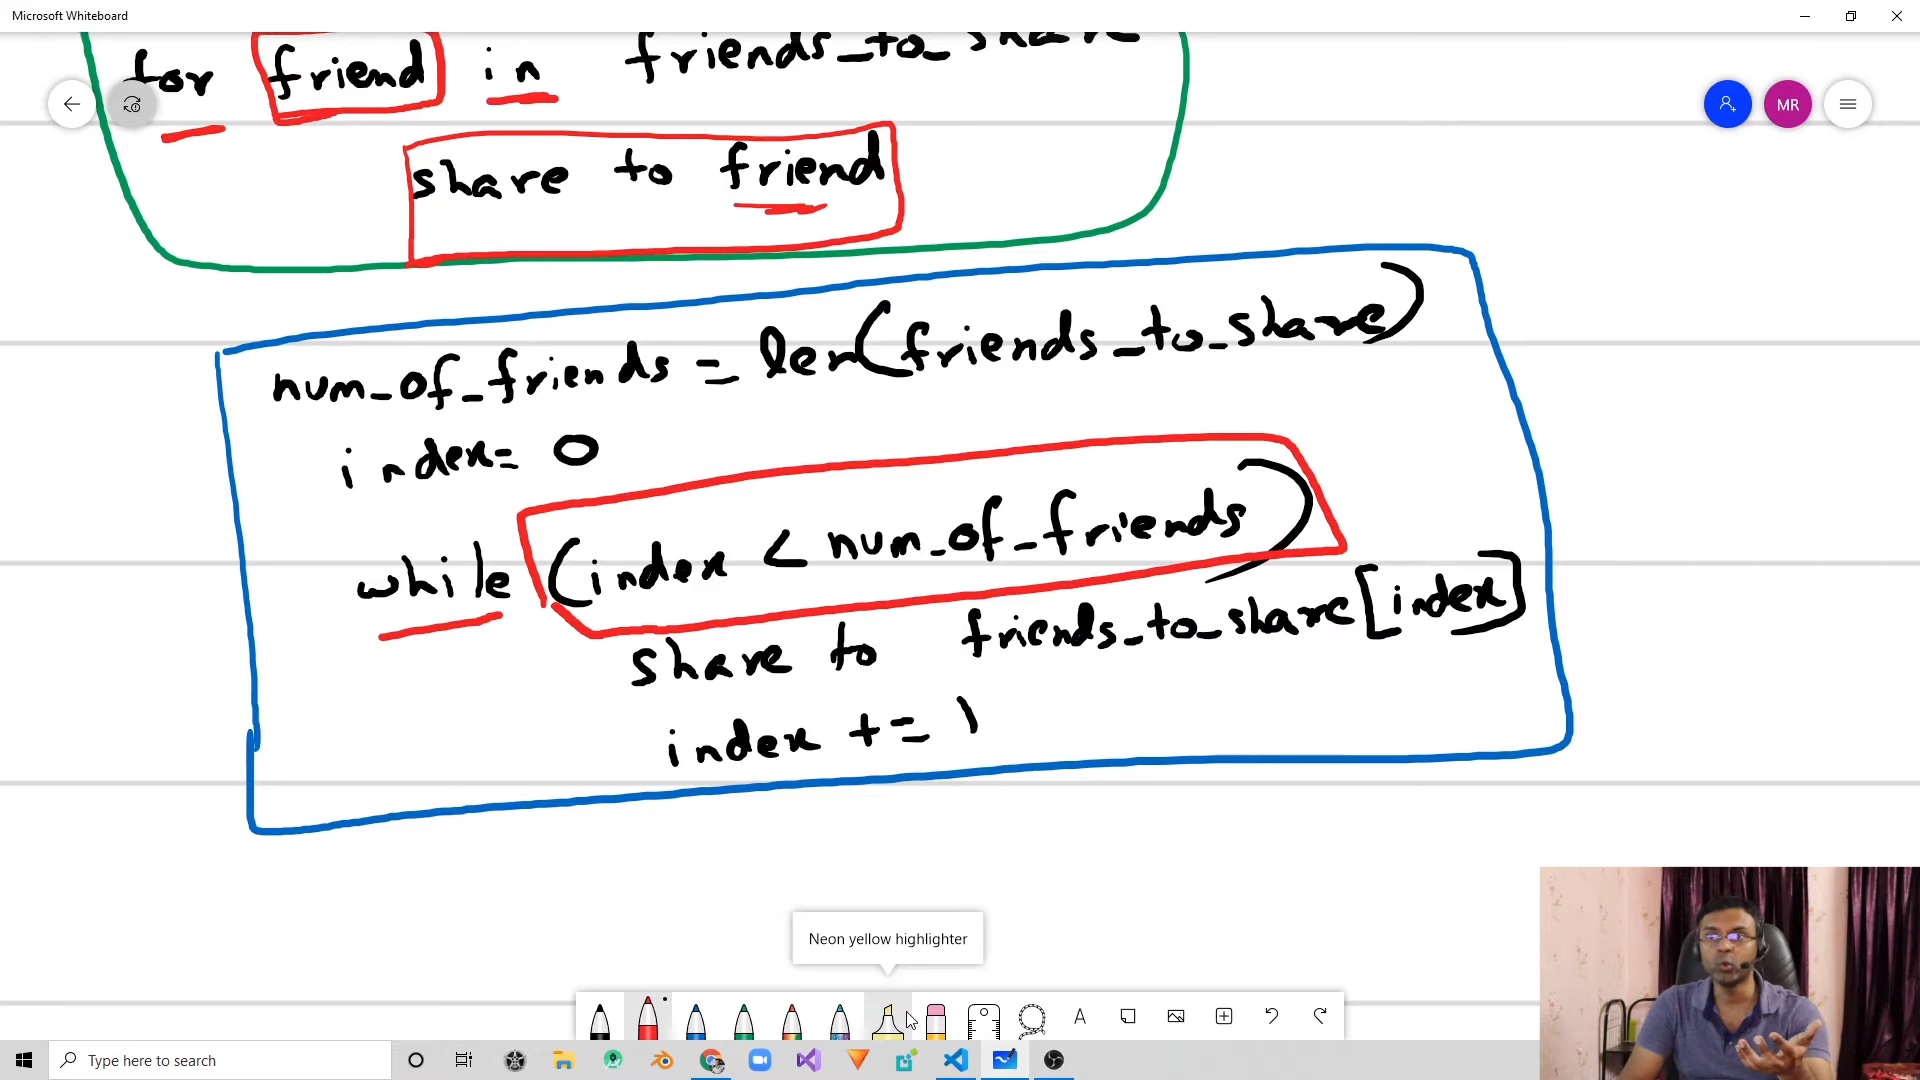 Microsoft Whiteboard
for friend in friends_to_share
share to friend
MR
num_of_friends = len(friends_to_share)
index= 0
while (index < num_of_friends)
share to friends_to_share[index]
index += 1
Neon yellow highlighter
A
Type here to search